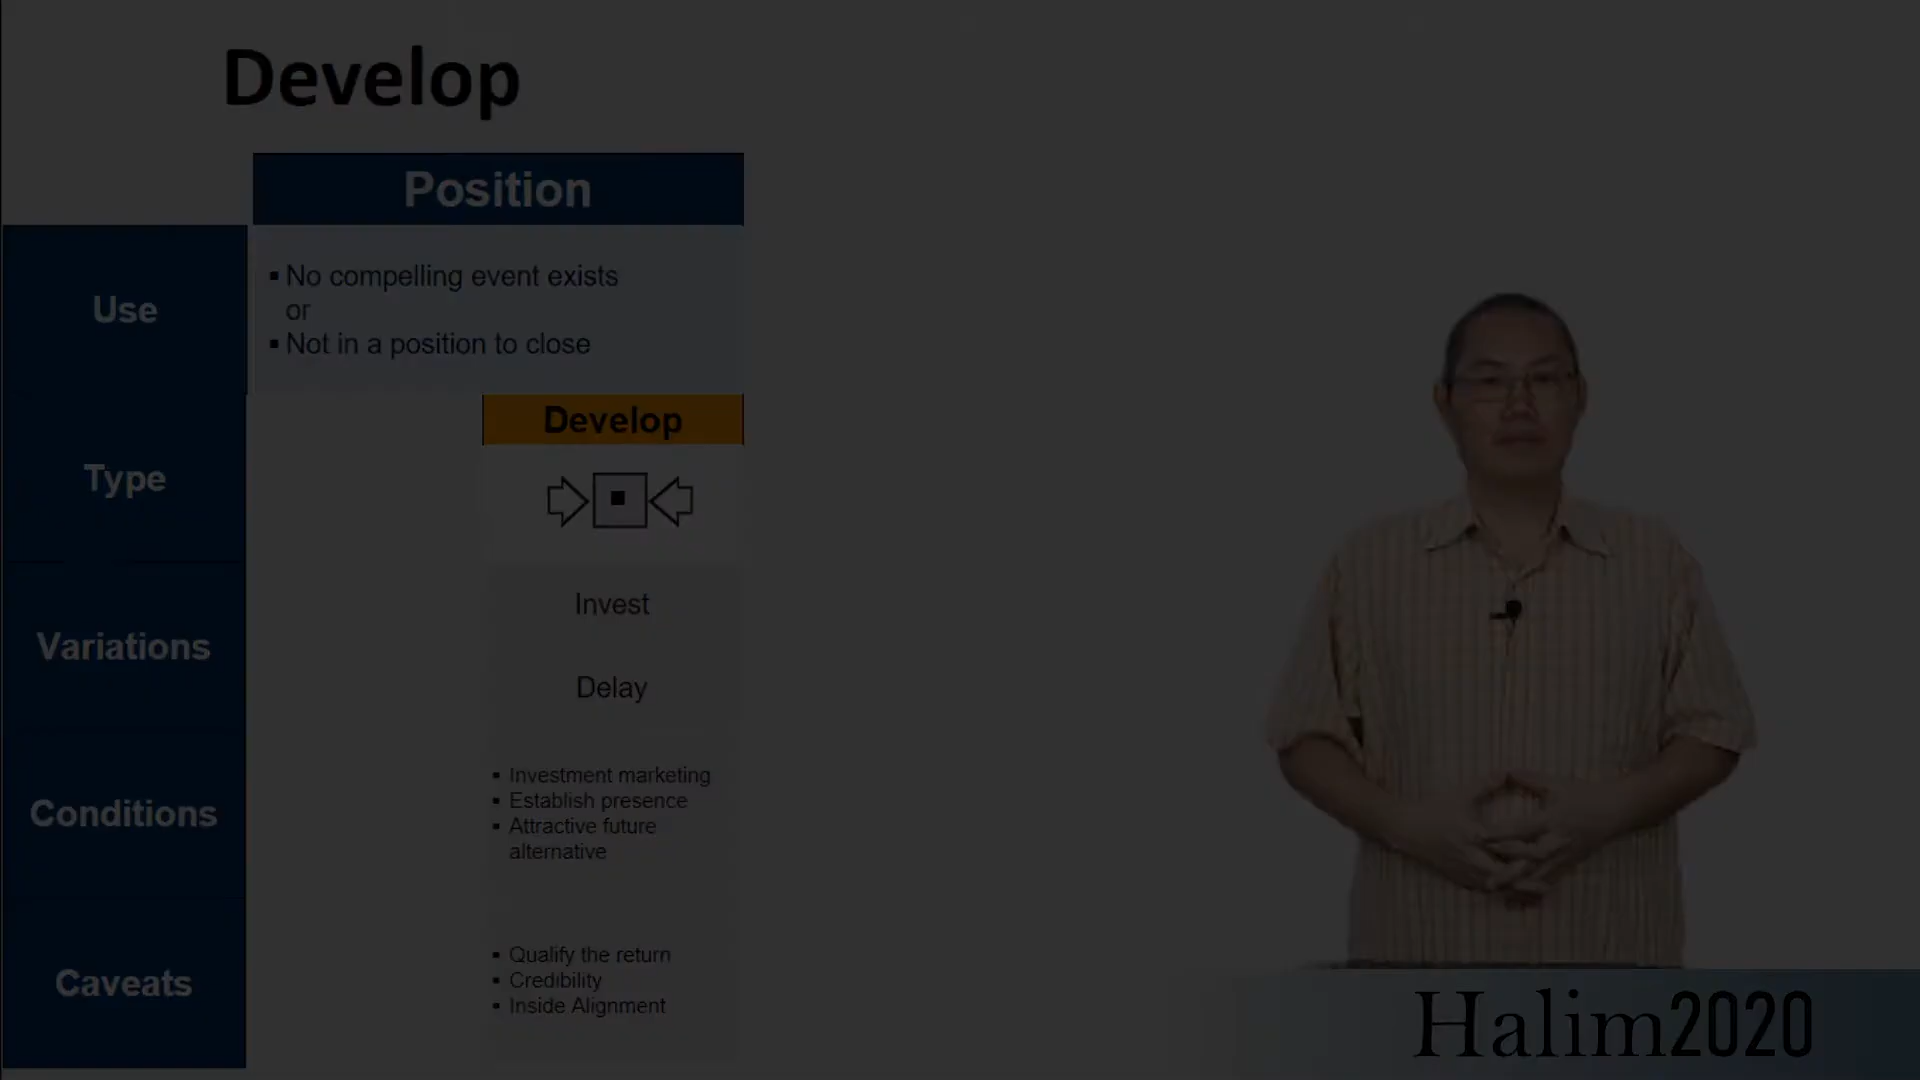 Develop
Position
Use
▪ No compelling event exists
or
▪ Not in a position to close
Type
Develop
Variations
Invest
Delay
Conditions
▪ Investment marketing
▪ Establish presence
▪ Attractive future
alternative
Caveats
▪ Qualify the return
▪ Credibility
▪ Inside Alignment
Halim2020